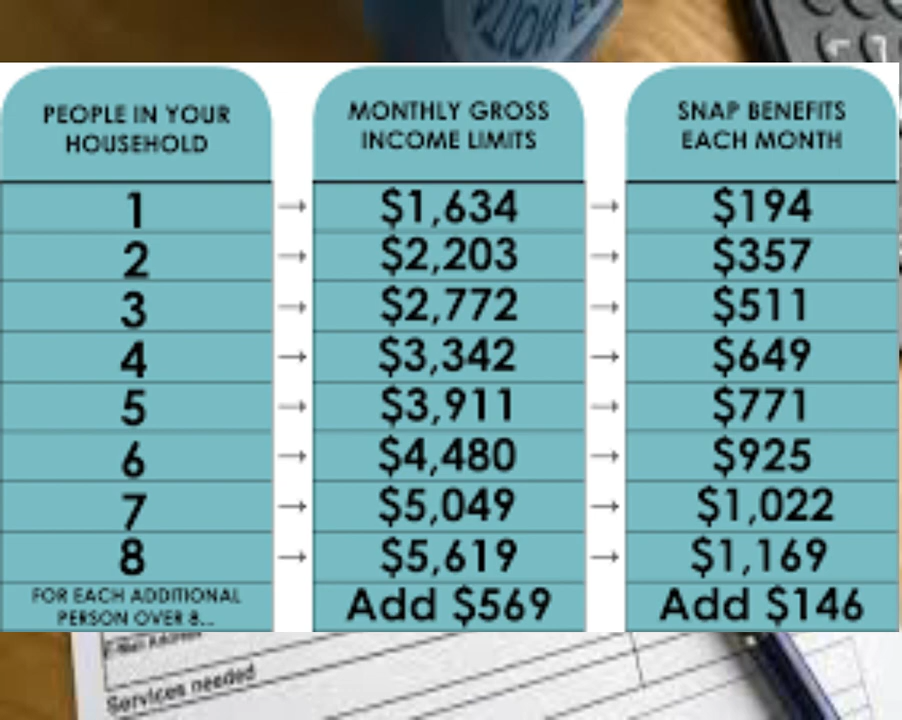 PEOPLE IN YOUR
HOUSEHOLD
MONTHLY GROSS
INCOME LIMITS
SNAP BENEFITS
EACH MONTH
1 → $1,634 → $194
2 → $2,203 → $357
3 → $2,772 → $511
4 → $3,342 → $649
5 → $3,911 → $771
6 → $4,480 → $925
7 → $5,049 → $1,022
8 → $5,619 → $1,169
FOR EACH ADDITIONAL
PERSON OVER 8...
Add $569
Add $146
E-Mail Address
Services needed